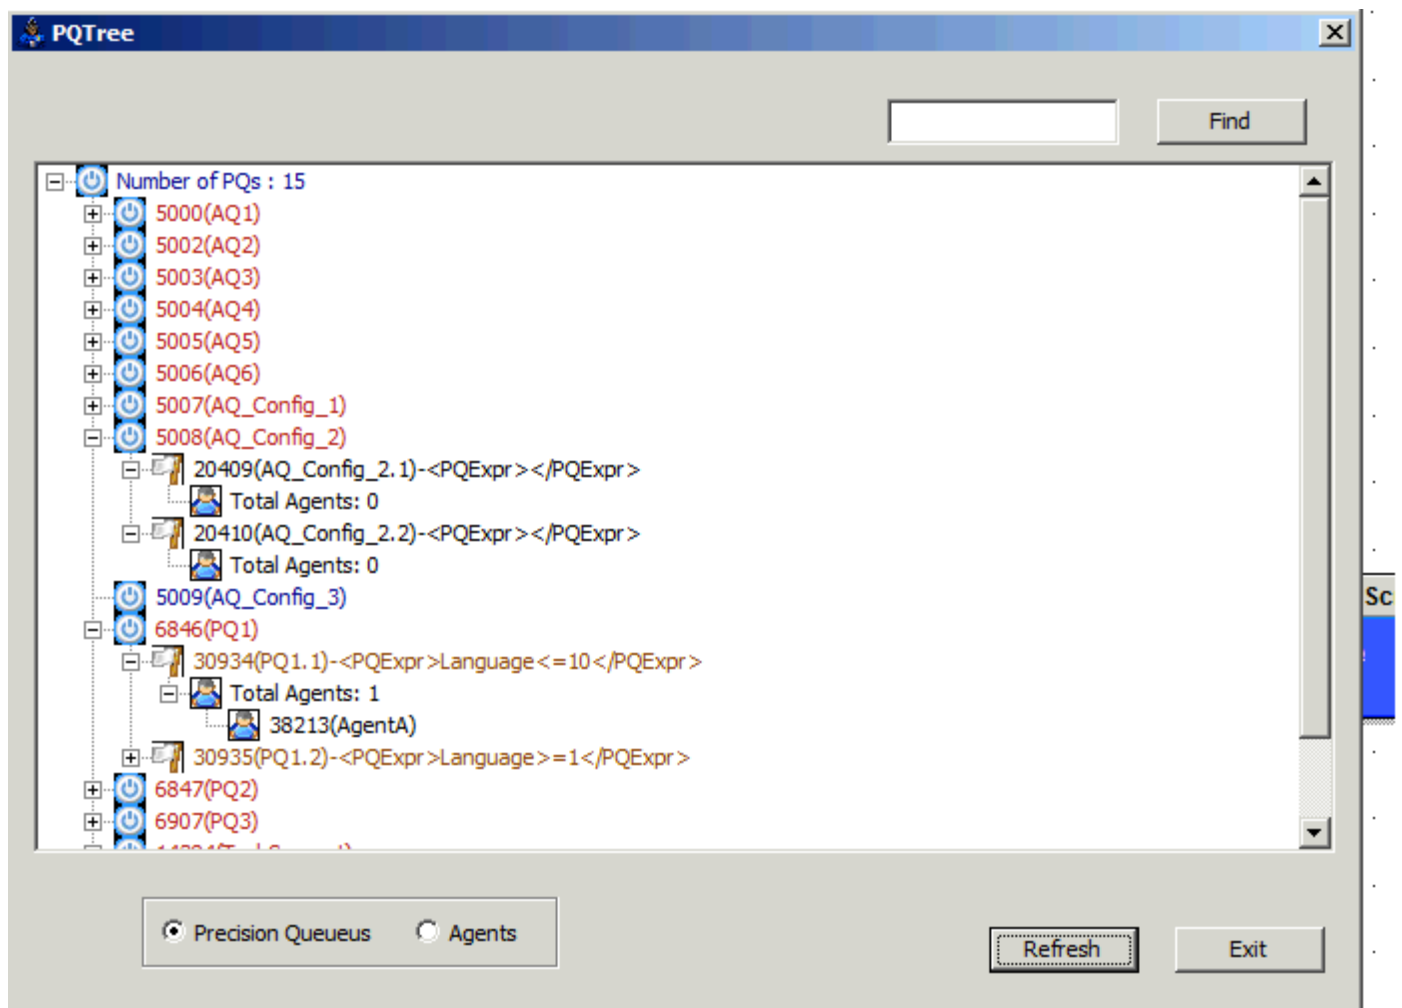 PQTree
Find
Number of PQs : 15
5000(AQ1)
5002(AQ2)
5003(AQ3)
5004(AQ4)
5005(AQ5)
5006(AQ6)
5007(AQ_Config_1)
5008(AQ_Config_2)
20409(AQ_Config_2.1)-<PQExpr></PQExpr>
Total Agents: 0
20410(AQ_Config_2.2)-<PQExpr></PQExpr>
Total Agents: 0
5009(AQ_Config_3)
Sc
6846(PQ1)
30934(PQ1.1)-<PQExpr>Language<=10</PQExpr>
Total Agents: 1
38213(AgentA)
30935(PQ1.2)-<PQExpr>Language>=1</PQExpr>
6847(PQ2)
6907(PQ3)
Precision Queueus
Agents
Refresh
Exit